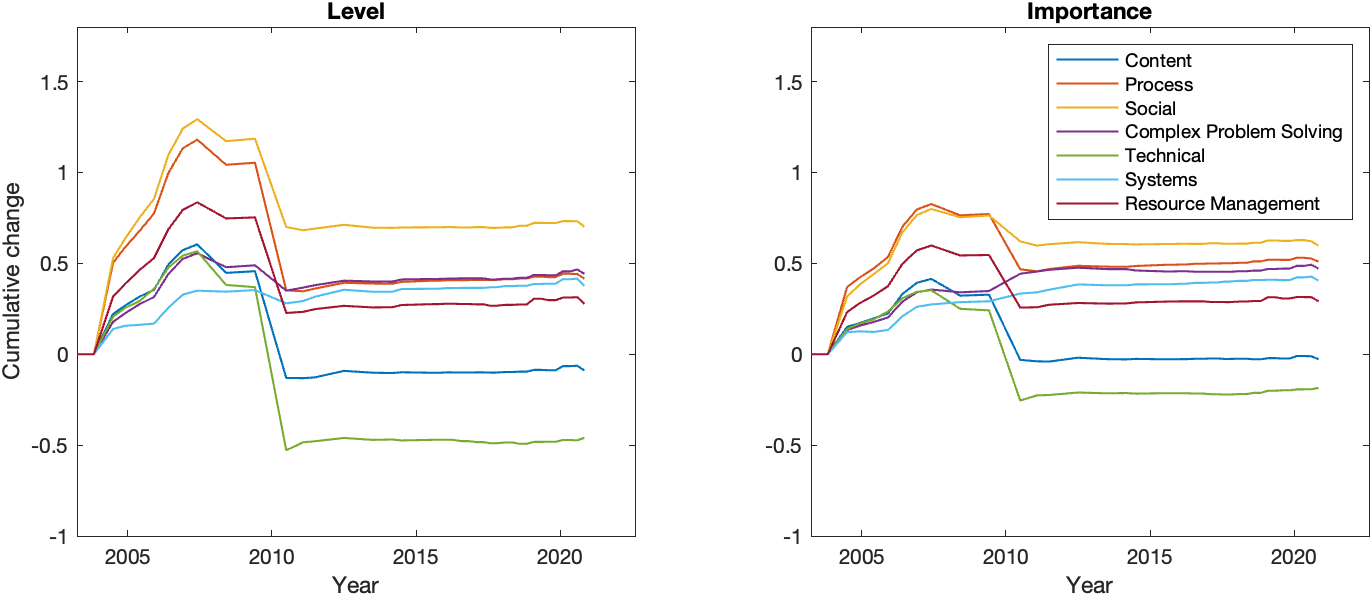 Level
Cumulative change
1.5
1
0.5
0
-0.5
-1
2005 2010 2015 2020
Year
Importance
1.5
1
0.5
0
-0.5
-1
2005 2010 2015 2020
Year
Content
Process
Social
Complex Problem Solving
Technical
Systems
Resource Management